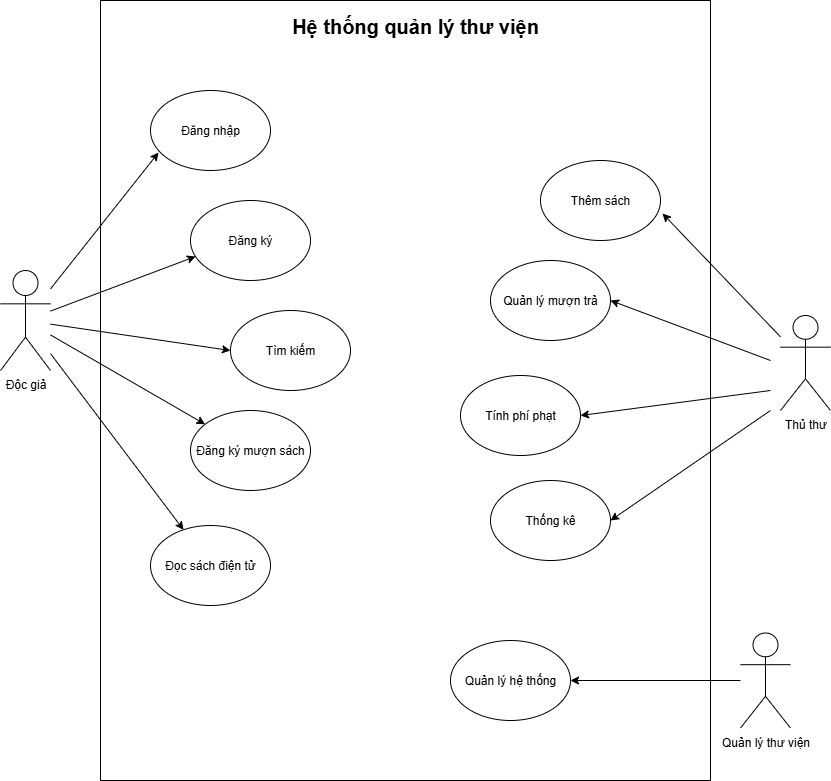 Hệ thống quản lý thư viện
Đăng nhập
Đăng ký
Tìm kiếm
Đăng ký mượn sách
Đọc sách điện tử
Độc giả
Thêm sách
Quản lý mượn trả
Tính phí phạt
Thống kê
Thủ thư
Quản lý hệ thống
Quản lý thư viện